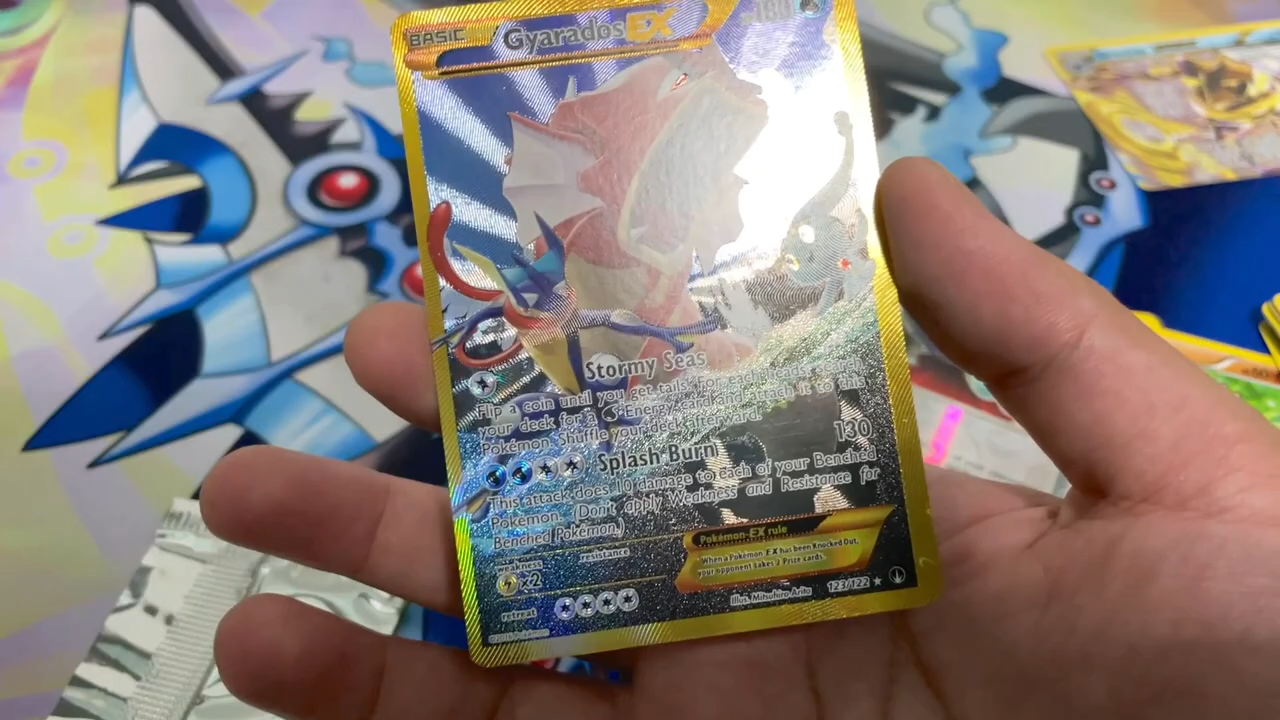 BASIC
Gyarados EX
180
Stormy Seas
Flip a coin until you get tails. For each heads, search
your deck for a Energy card and attach it to this
Pokémon. Shuffle your deck afterward.
Splash Burn 130
This attack does 10 damage to each of your Benched
Pokémon. (Don't apply Weakness and Resistance for
Benched Pokémon.)
weakness
resistance
x2
retreat
Pokémon-EX rule
When a Pokémon-EX has been Knocked Out,
your opponent takes 2 Prize cards.
Illus. Mitsuhiro Arita
123/122